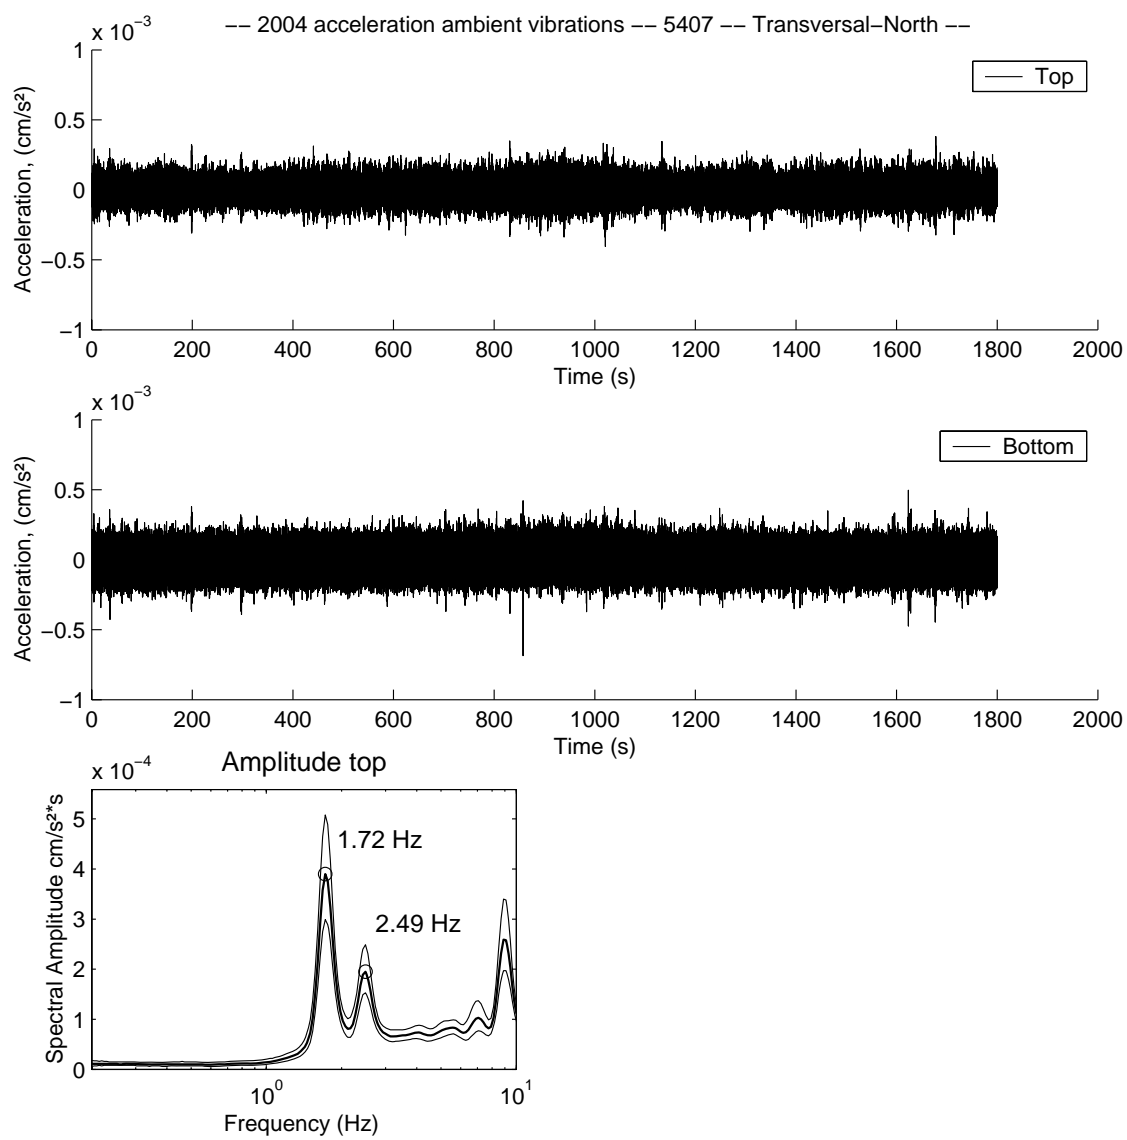 −− 2004 acceleration ambient vibrations −− 5407 −− Transversal−North −−
x 10⁻³
1
0.5
0
−0.5
−1
Acceleration, (cm/s²)
Top
0 200 400 600 800 1000 1200 1400 1600 1800 2000
Time (s)
x 10⁻³
1
0.5
0
−0.5
−1
Acceleration, (cm/s²)
Bottom
0 200 400 600 800 1000 1200 1400 1600 1800 2000
Time (s)
Amplitude top
x 10⁻⁴
5
4
3
2
1
0
Spectral Amplitude cm/s²*s
1.72 Hz
2.49 Hz
10⁰ 10¹
Frequency (Hz)